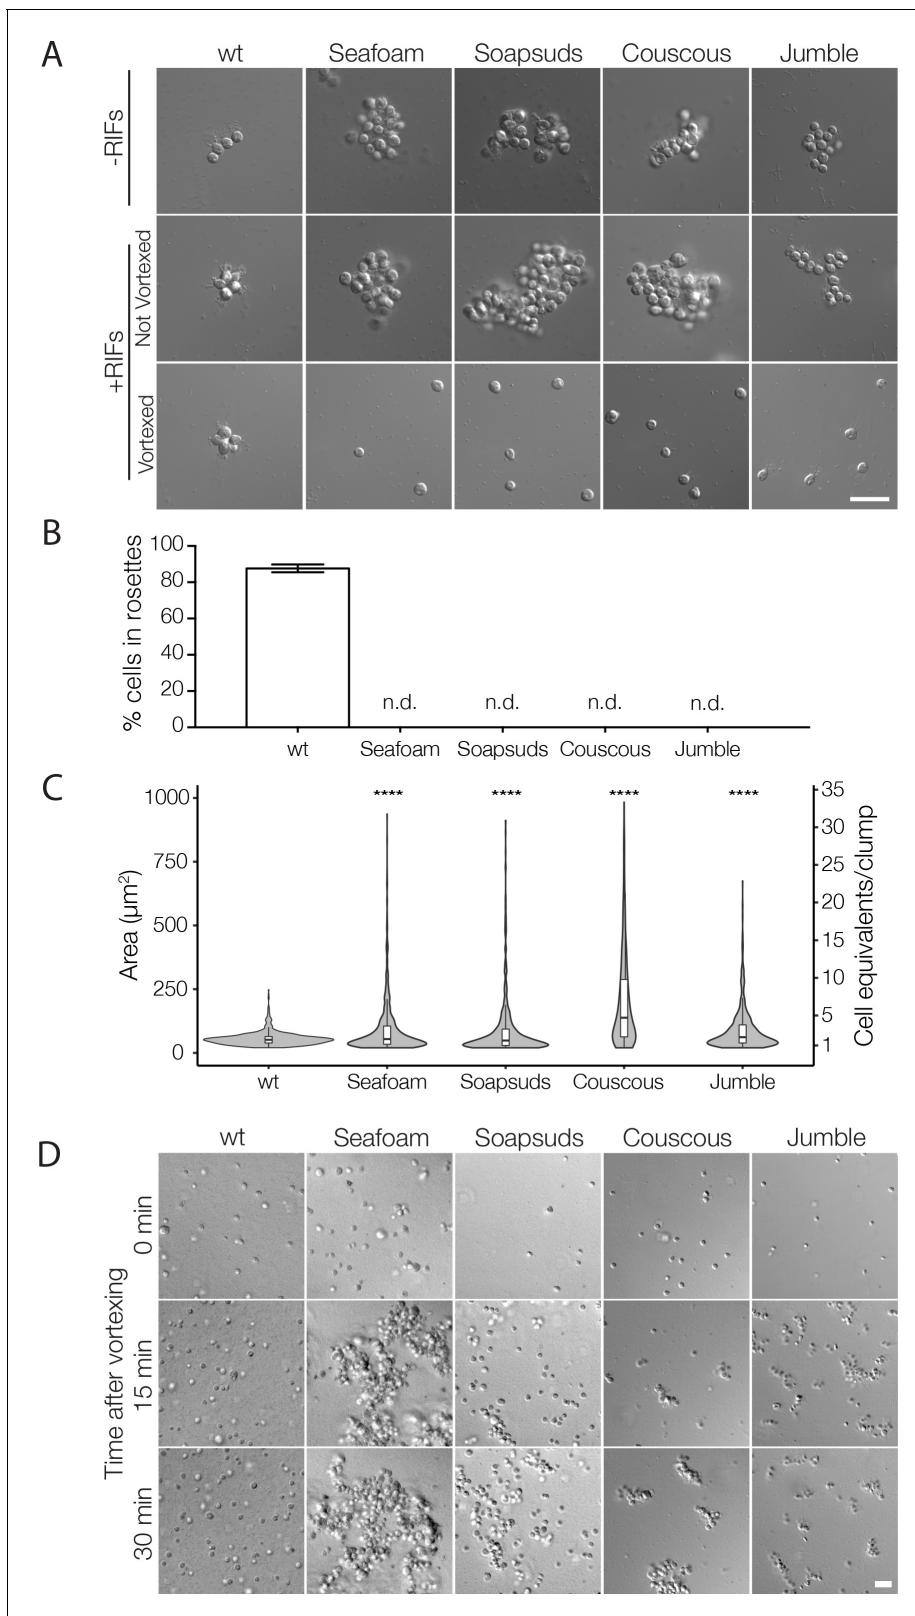 A
wt Seafoam Soapsuds Couscous Jumble
-RIFs
+RIFs
Not Vortexed
Vortexed
B
% cells in rosettes
100
80
60
40
20
0
n.d. n.d. n.d. n.d.
wt Seafoam Soapsuds Couscous Jumble
C
**** **** **** ****
Area (µm²)
1000
750
500
250
0
35
30
25
20
15
10
5
1
Cell equivalents/clump
wt Seafoam Soapsuds Couscous Jumble
D
wt Seafoam Soapsuds Couscous Jumble
Time after vortexing
0 min
15 min
30 min